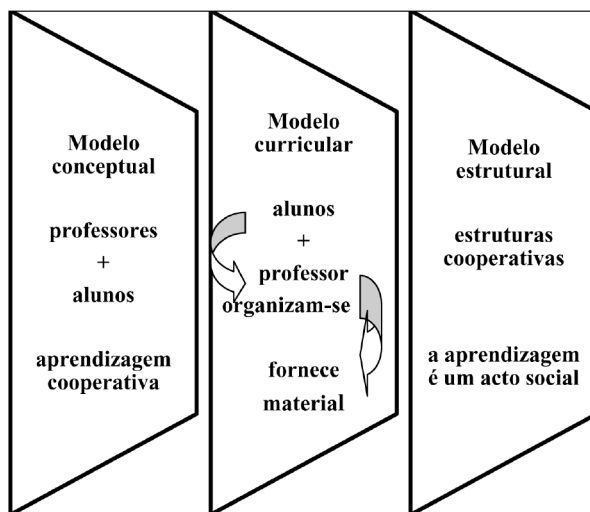 Modelo
conceptual
professores
+
alunos
aprendizagem
cooperativa
Modelo
curricular
alunos
+
professor
organizam-se
fornece
material
Modelo
estrutural
estruturas
cooperativas
a aprendizagem
é um acto social